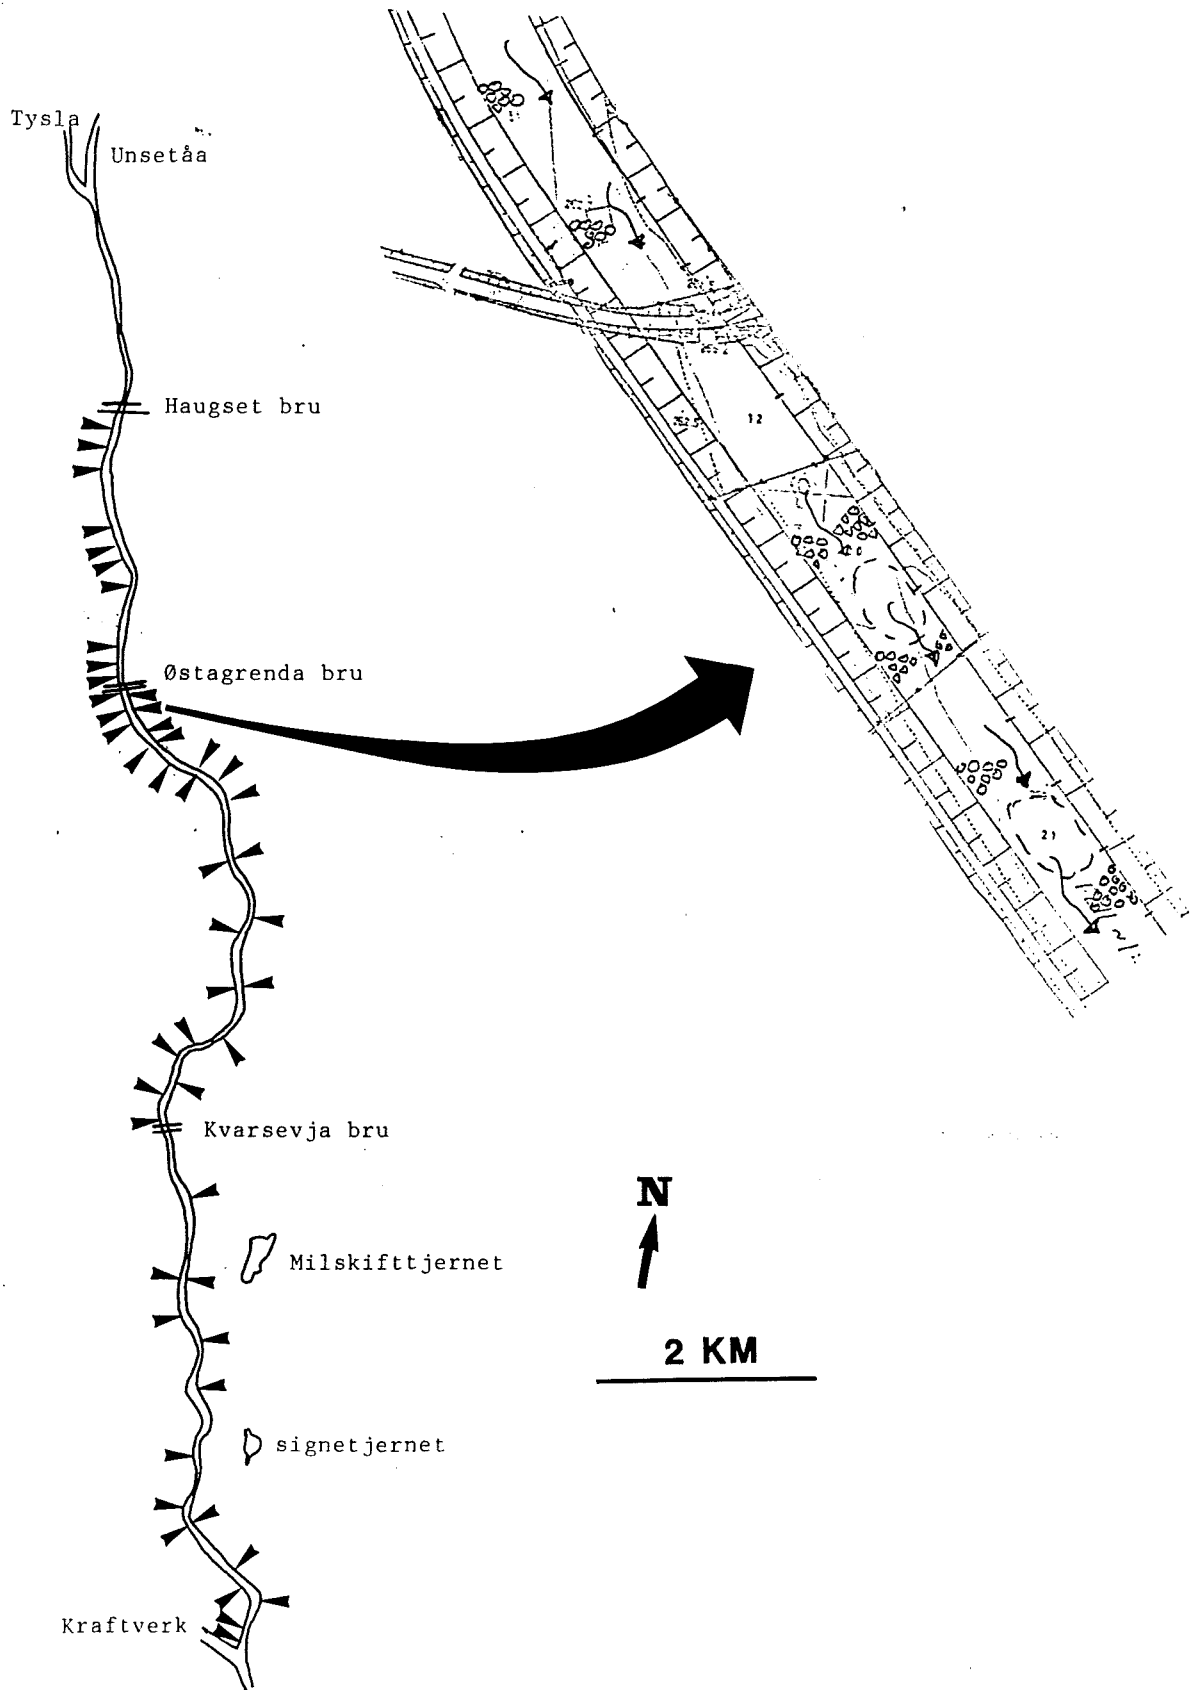 Tysla
Unsetåa
Haugset bru
12
Østagrenda bru
21
Kvarsevja bru
N
Milskifttjernet
2 KM
signetjernet
Kraftverk